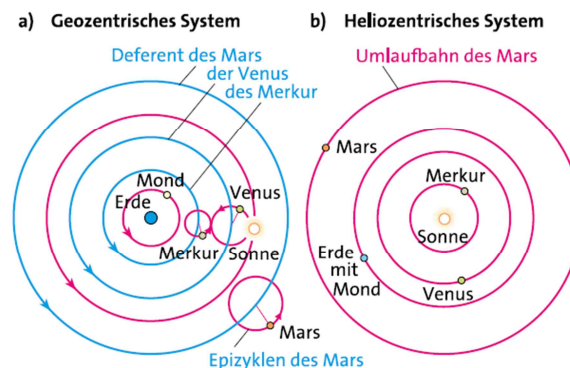 a) Geozentrisches System
Deferent des Mars
der Venus
des Merkur
Mond
Erde
Venus
Merkur
Sonne
Mars
Epizyklen des Mars
b) Heliozentrisches System
Umlaufbahn des Mars
Mars
Merkur
Sonne
Erde
mit
Mond
Venus